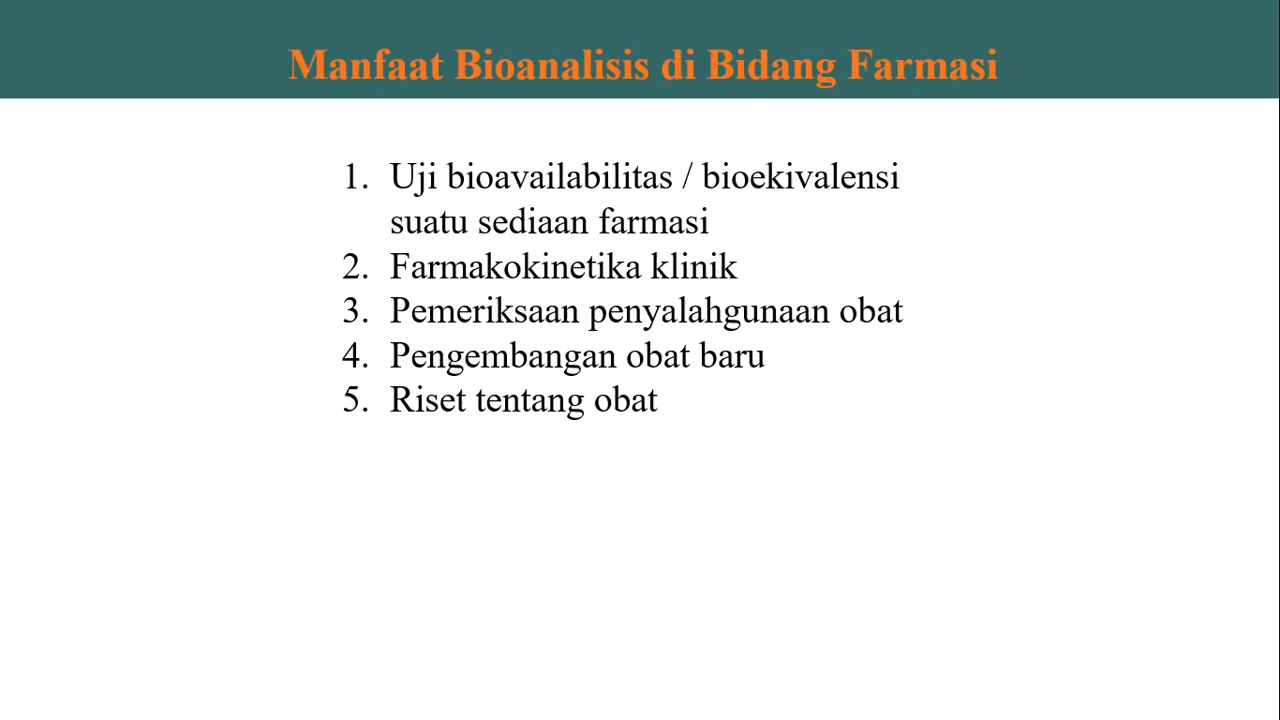 Manfaat Bioanalisis di Bidang Farmasi
1. Uji bioavailabilitas / bioekivalensi
suatu sediaan farmasi
2. Farmakokinetika klinik
3. Pemeriksaan penyalahgunaan obat
4. Pengembangan obat baru
5. Riset tentang obat